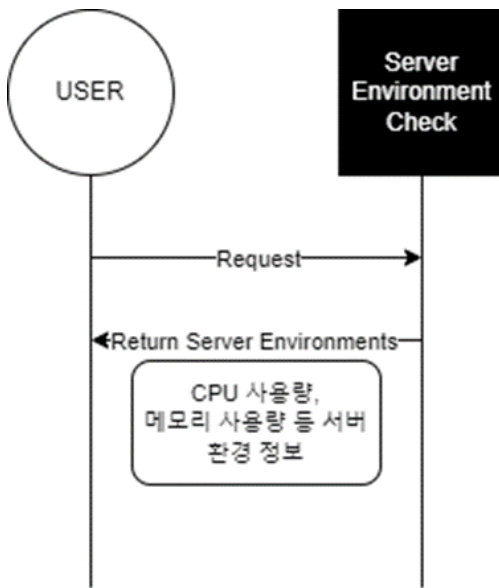 USER
Server
Environment
Check
Request
Return Server Environments
CPU 사용량,
메모리 사용량 등 서버
환경 정보